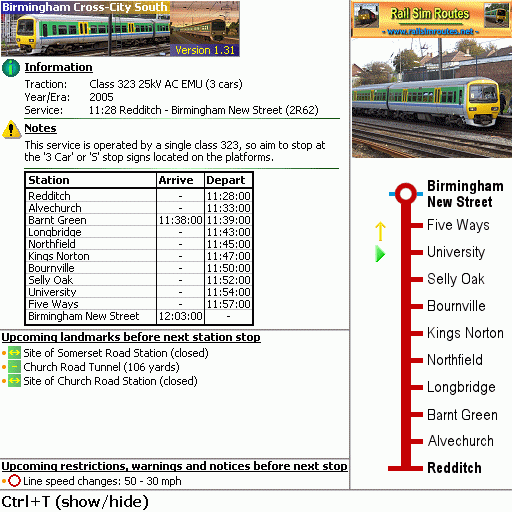 Birmingham Cross-City South
Version 1.31
Rail Sim Routes
- www.railsimroutes.net -
Information
Traction: Class 323 25kV AC EMU (3 cars)
Year/Era: 2005
Service: 11:28 Redditch - Birmingham New Street (2R62)
Notes
This service is operated by a single class 323, so aim to stop at
the '3 Car' or 'S' stop signs located on the platforms.
Station Arrive Depart
Redditch - 11:28:00
Alvechurch - 11:33:00
Barnt Green 11:38:00 11:39:00
Longbridge - 11:43:00
Northfield - 11:45:00
Kings Norton - 11:47:00
Bournville - 11:50:00
Selly Oak - 11:52:00
University - 11:54:00
Five Ways - 11:57:00
Birmingham New Street 12:03:00 -
Upcoming landmarks before next station stop
Site of Somerset Road Station (closed)
Church Road Tunnel (106 yards)
Site of Church Road Station (closed)
Upcoming restrictions, warnings and notices before next stop
Line speed changes: 50 - 30 mph
Ctrl+T (show/hide)
Birmingham
New Street
Five Ways
University
Selly Oak
Bournville
Kings Norton
Northfield
Longbridge
Barnt Green
Alvechurch
Redditch